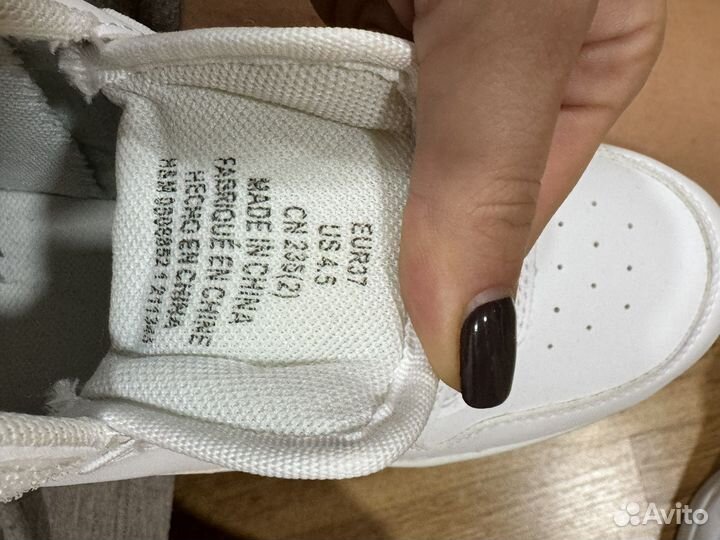 EUR37
US 4.5
CN 235(2)
MADE IN CHINA
FABRIQUÉ EN CHINE
HECHO EN CHINA
Avito